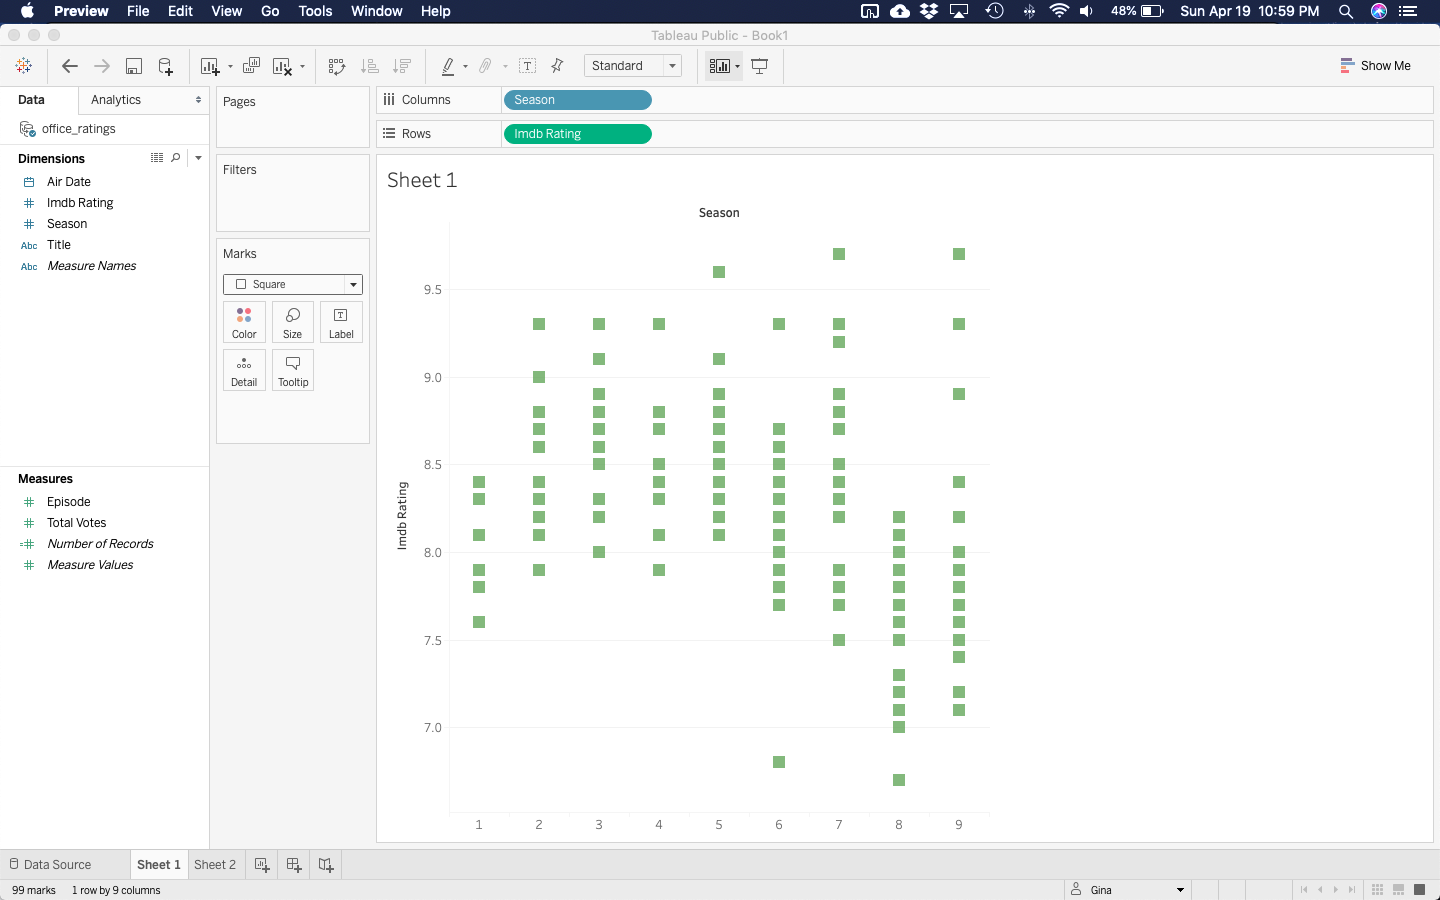 Preview File Edit View Go Tools Window Help 48% Sun Apr 19 10:59 PM
Tableau Public - Book1
Standard
Show Me
Data
Analytics
office_ratings
Dimensions
Air Date
Imdb Rating
Season
Abc Title
Abc Measure Names
Measures
Episode
Total Votes
Number of Records
Measure Values
Pages
Filters
Marks
Square
Color Size Label
Detail Tooltip
Columns Season
Rows Imdb Rating
Sheet 1
Season
Imdb Rating
9.5
9.0
8.5
8.0
7.5
7.0
1 2 3 4 5 6 7 8 9
Data Source Sheet 1 Sheet 2
99 marks 1 row by 9 columns
Gina